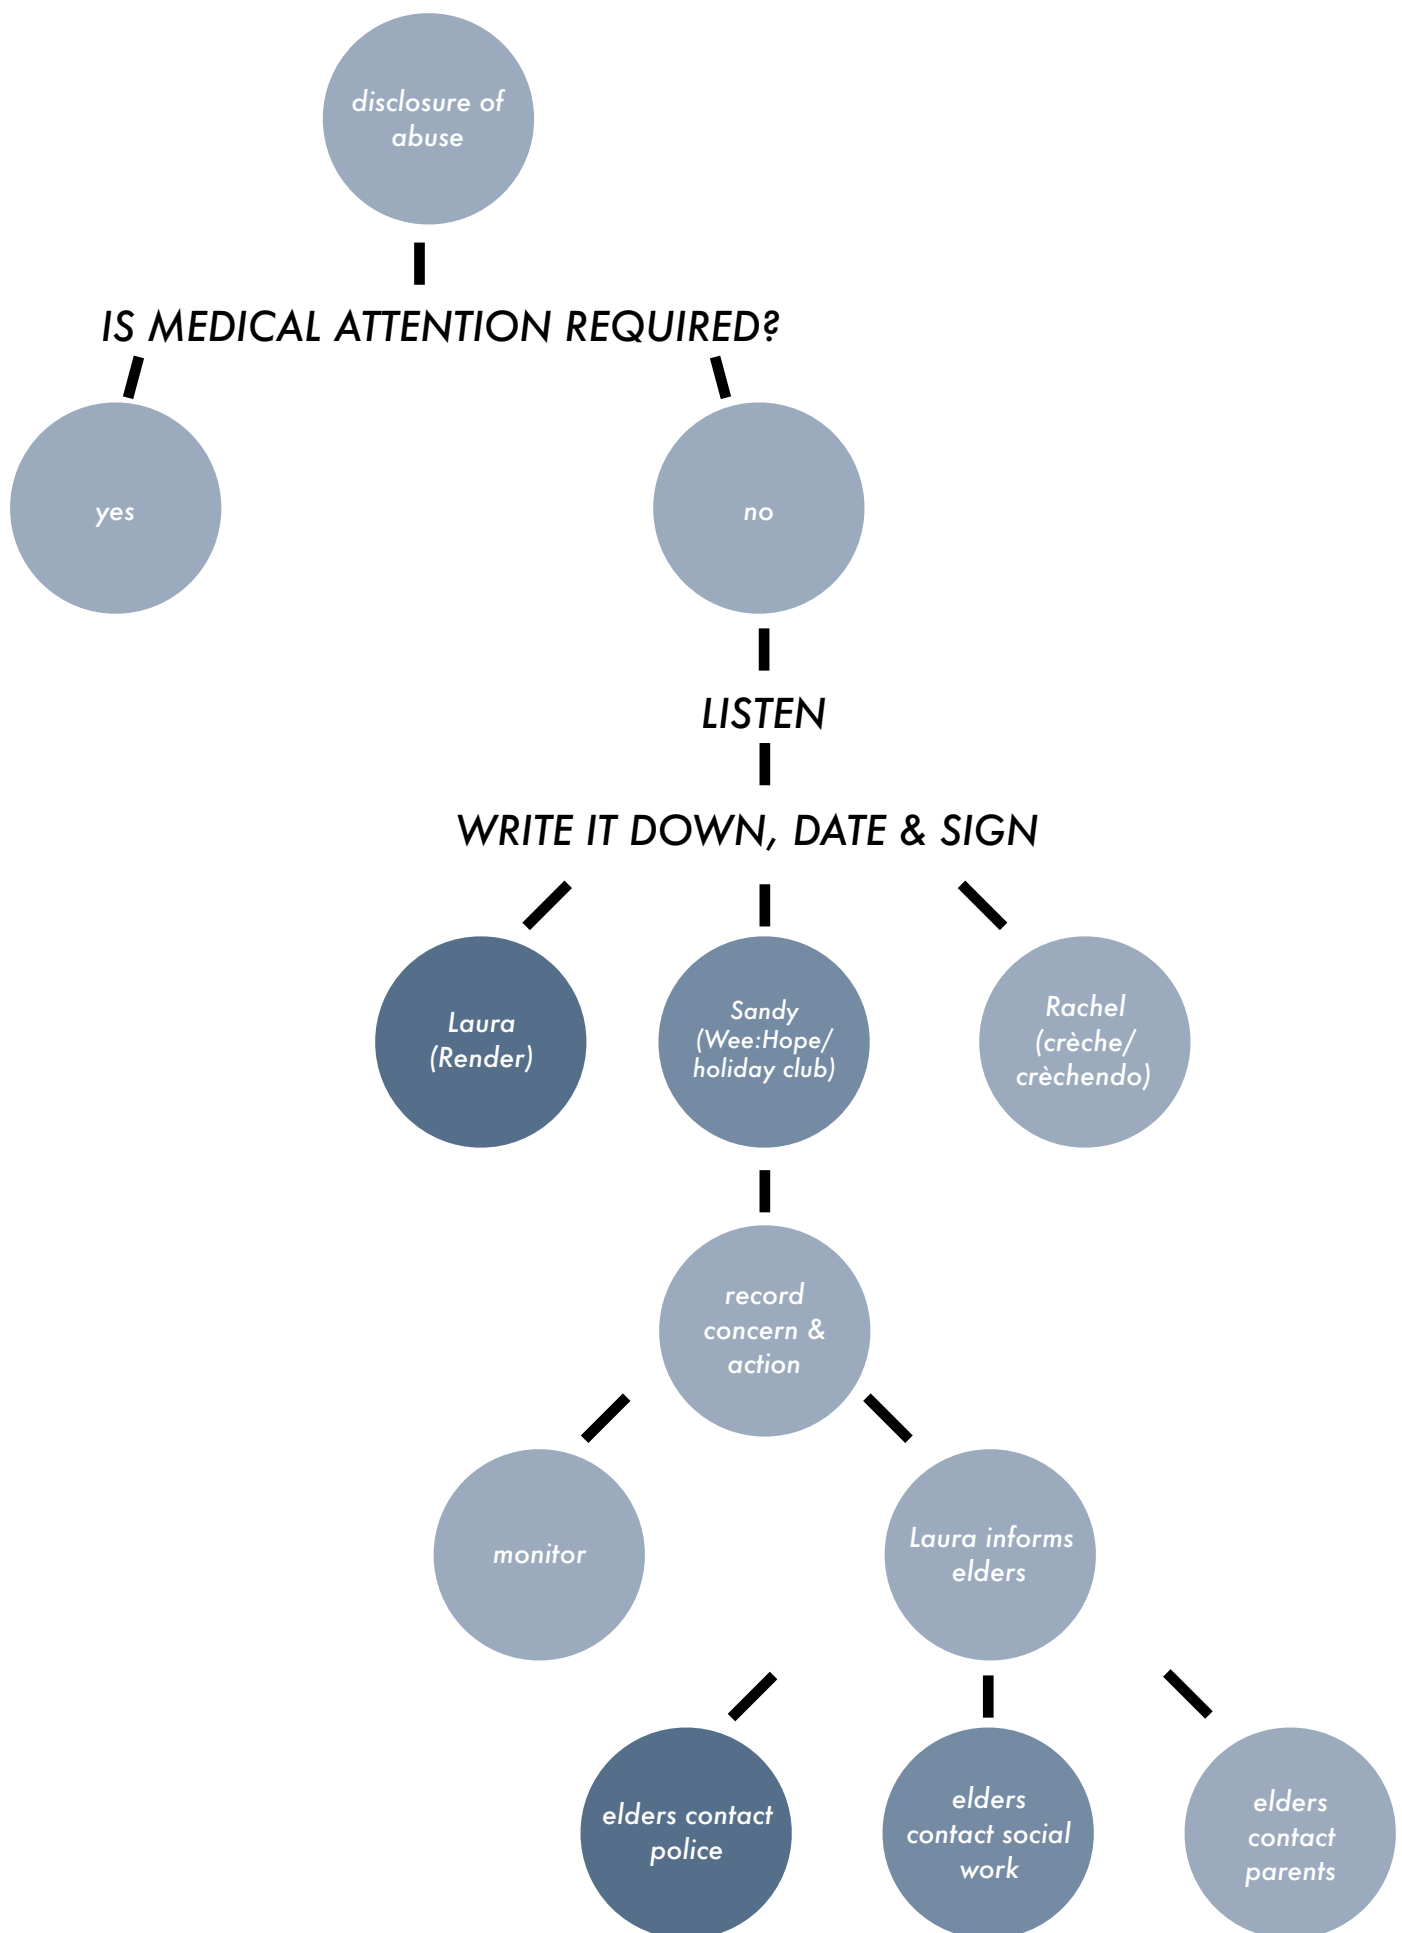 disclosure of
abuse
IS MEDICAL ATTENTION REQUIRED?
yes
no
LISTEN
WRITE IT DOWN, DATE & SIGN
Laura
(Render)
Sandy
(Wee:Hope/
holiday club)
Rachel
(crèche/
crèchendo)
record
concern &
action
monitor
Laura informs
elders
elders contact
police
elders
contact social
work
elders
contact
parents